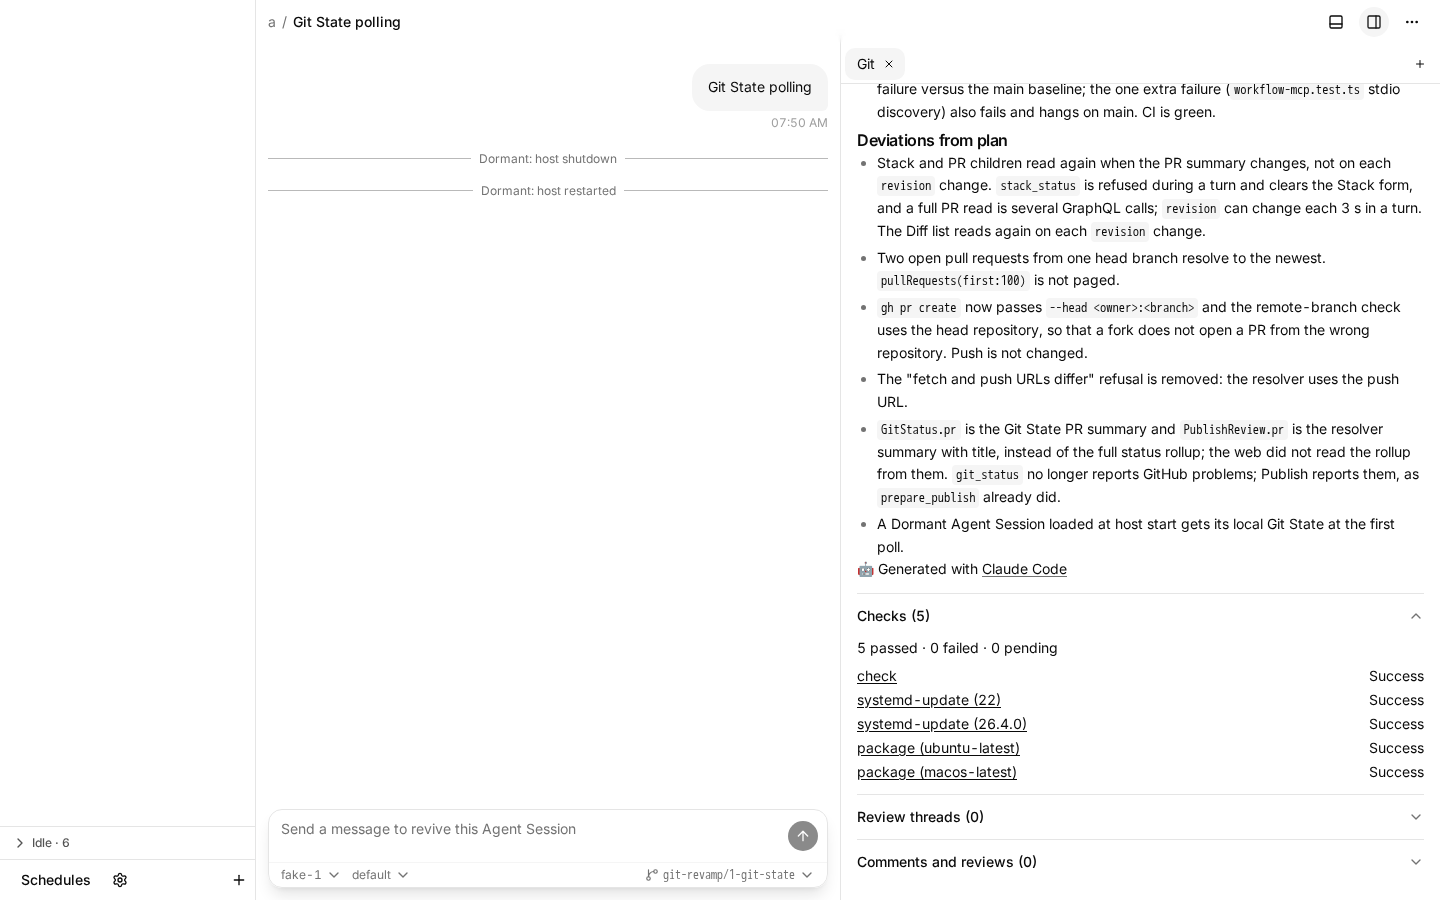 a / Git State polling
Git State polling
07:50 AM
Dormant: host shutdown
Dormant: host restarted
Send a message to revive this Agent Session
fake-1
default
git-revamp/1-git-state
Idle · 6
Schedules
Git
failure versus the main baseline; the one extra failure (workflow-mcp.test.ts stdio
discovery) also fails and hangs on main. CI is green.
Deviations from plan
Stack and PR children read again when the PR summary changes, not on each
revision change. stack_status is refused during a turn and clears the Stack form,
and a full PR read is several GraphQL calls; revision can change each 3 s in a turn.
The Diff list reads again on each revision change.
Two open pull requests from one head branch resolve to the newest.
pullRequests(first:100) is not paged.
gh pr create now passes --head <owner>:<branch> and the remote-branch check
uses the head repository, so that a fork does not open a PR from the wrong
repository. Push is not changed.
The "fetch and push URLs differ" refusal is removed: the resolver uses the push
URL.
GitStatus.pr is the Git State PR summary and PublishReview.pr is the resolver
summary with title, instead of the full status rollup; the web did not read the rollup
from them. git_status no longer reports GitHub problems; Publish reports them, as
prepare_publish already did.
A Dormant Agent Session loaded at host start gets its local Git State at the first
poll.
🤖 Generated with Claude Code
Checks (5)
5 passed · 0 failed · 0 pending
check Success
systemd-update (22) Success
systemd-update (26.4.0) Success
package (ubuntu-latest) Success
package (macos-latest) Success
Review threads (0)
Comments and reviews (0)